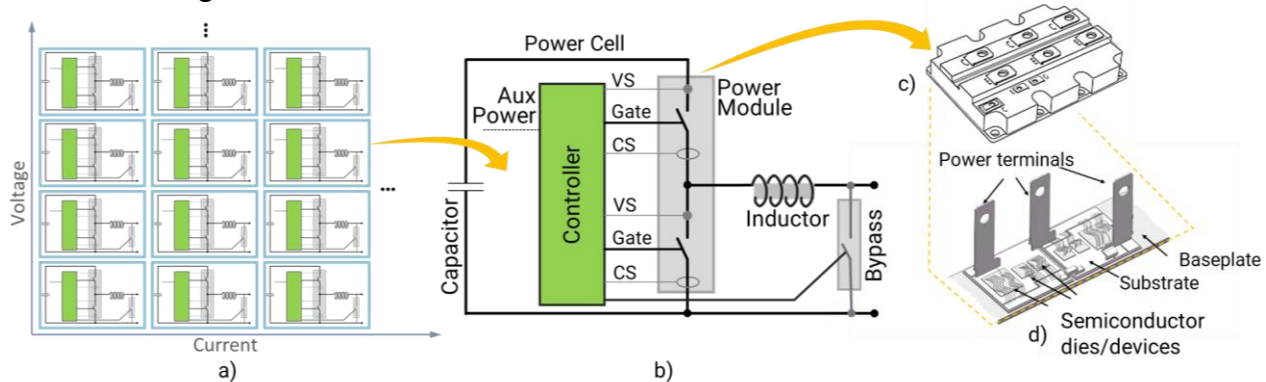 Voltage
Current
a)
Power Cell
Aux
Power
Controller
VS
Gate
CS
VS
Gate
CS
Power
Module
Capacitor
Inductor
Bypass
b)
c)
Power terminals
Baseplate
Substrate
Semiconductor
dies/devices
d)